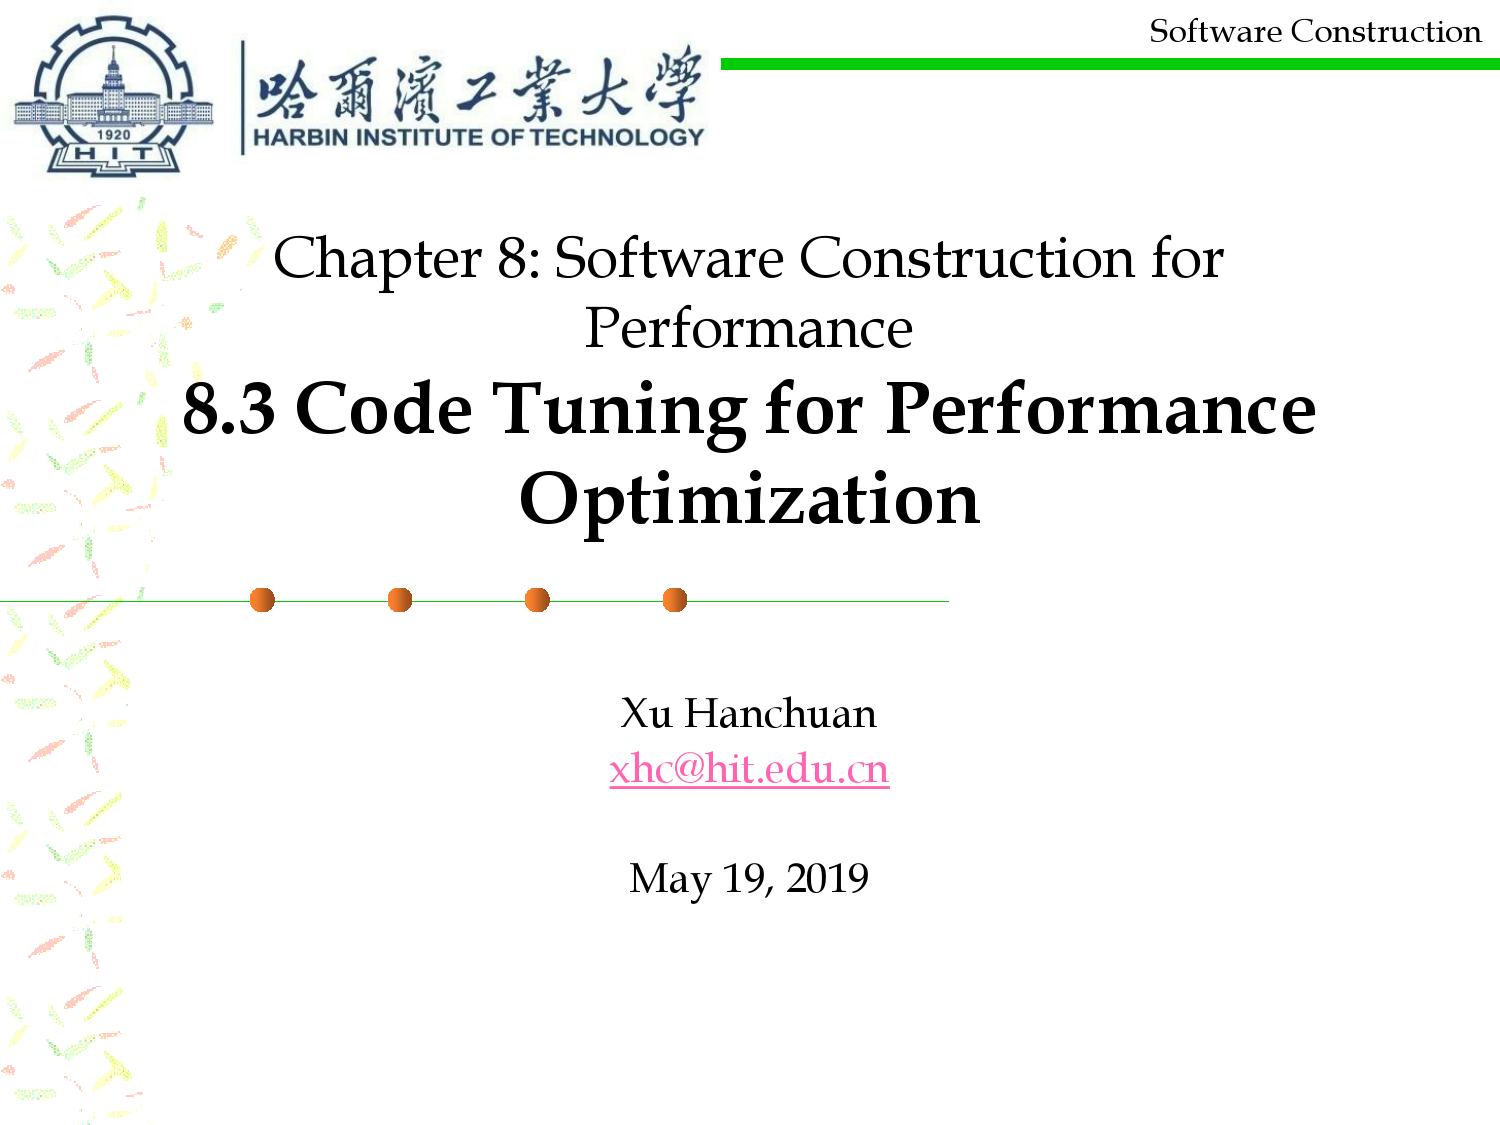 Software Construction
哈爾濱工業大學
HARBIN INSTITUTE OF TECHNOLOGY
1920
HIT
Chapter 8: Software Construction for
Performance
8.3 Code Tuning for Performance
Optimization
Xu Hanchuan
xhc@hit.edu.cn
May 19, 2019